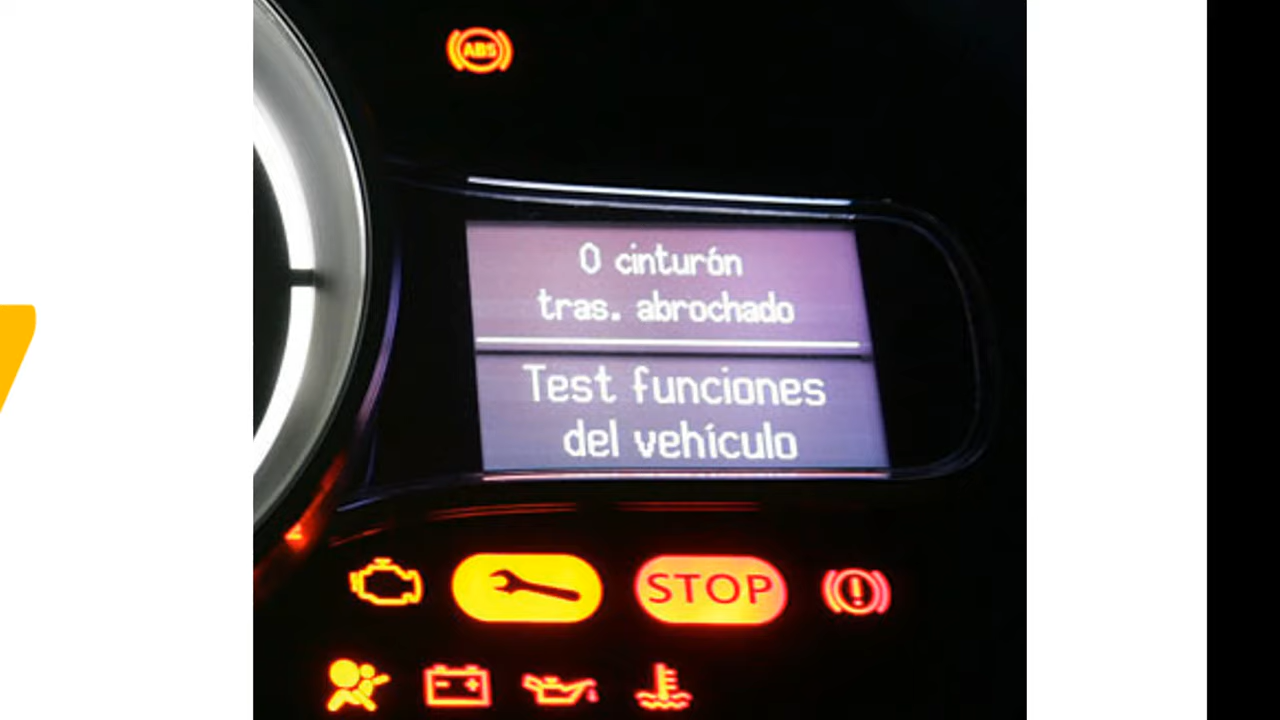 ABS
0 cinturón
tras. abrochado
Test funciones
del vehículo
STOP